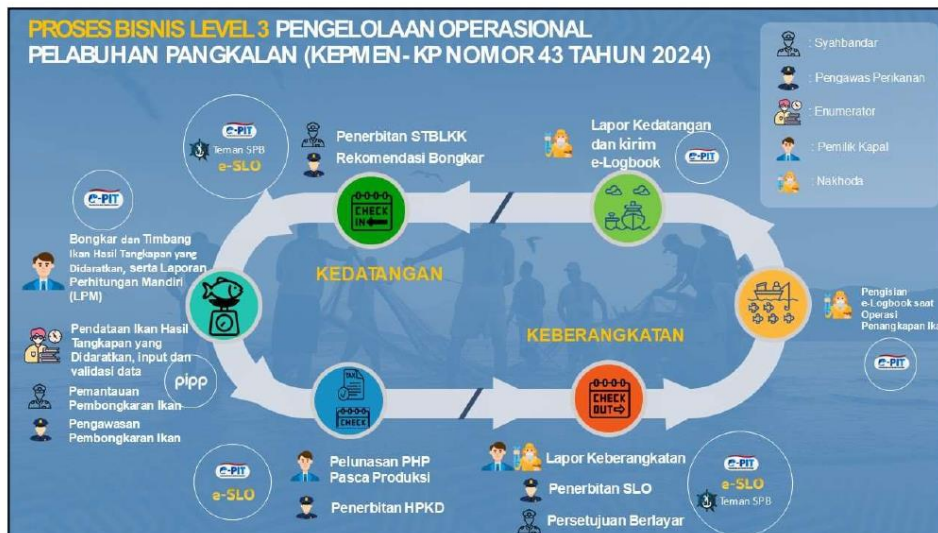 PROSES BISNIS LEVEL 3 PENGELOLAAN OPERASIONAL
PELABUHAN PANGKALAN (KEPMEN- KP NOMOR 43 TAHUN 2024)
: Syahbandar
: Pengawas Perikanan
: Enumerator
: Pemilik Kapal
: Nakhoda
e-PIT
Teman SPB
e-SLO
Penerbitan STBLKK
Rekomendasi Bongkar
Lapor Kedatangan
dan kirim
e-Logbook
e-PIT
CHECK
IN
KEDATANGAN
e-PIT
Bongkar dan Timbang
Ikan Hasil Tangkapan yang
Didaratkan, serta Laporan
Perhitungan Mandiri
(LPM)
Pendataan Ikan Hasil
Tangkapan yang
Didaratkan, input dan
validasi data
pipp
Pemantauan
Pembongkaran Ikan
Pengawasan
Pembongkaran Ikan
KEBERANGKATAN
Pengisian
e-Logbook saat
Operasi
Penangkapan Ika
e-PIT
TAX
CHECK
CHECK
OUT
e-PIT
e-SLO
Pelunasan PHP
Pasca Produksi
Penerbitan HPKD
Lapor Keberangkatan
Penerbitan SLO
Persetujuan Berlayar
e-PIT
e-SLO
Teman SPB